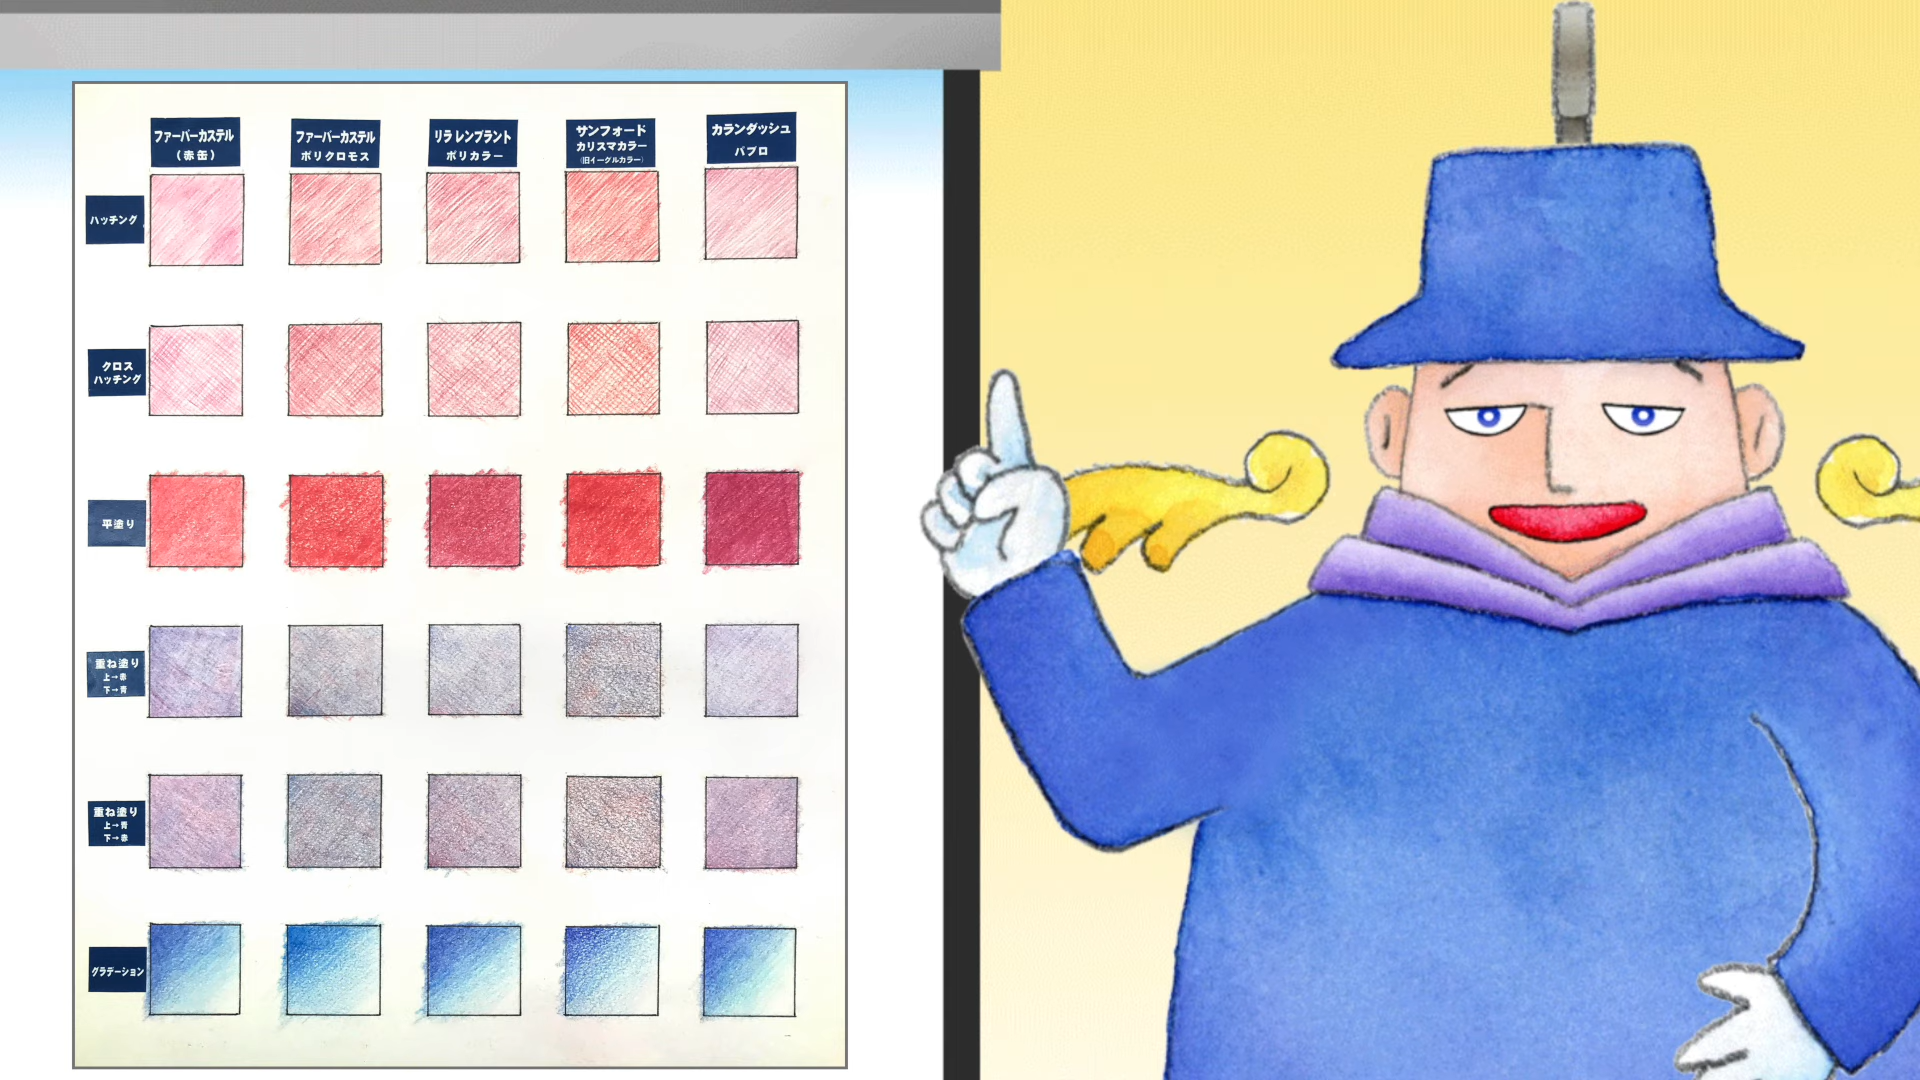 ファーバーカステル
（赤缶）
ファーバーカステル
ポリクロモス
リラ レンブラント
ポリカラー
サンフォード
カリスマカラー
（旧イーグルカラー）
カランダッシュ
パブロ
ハッチング
クロス
ハッチング
平塗り
重ね塗り
上→赤
下→青
重ね塗り
上→青
下→赤
グラデーション